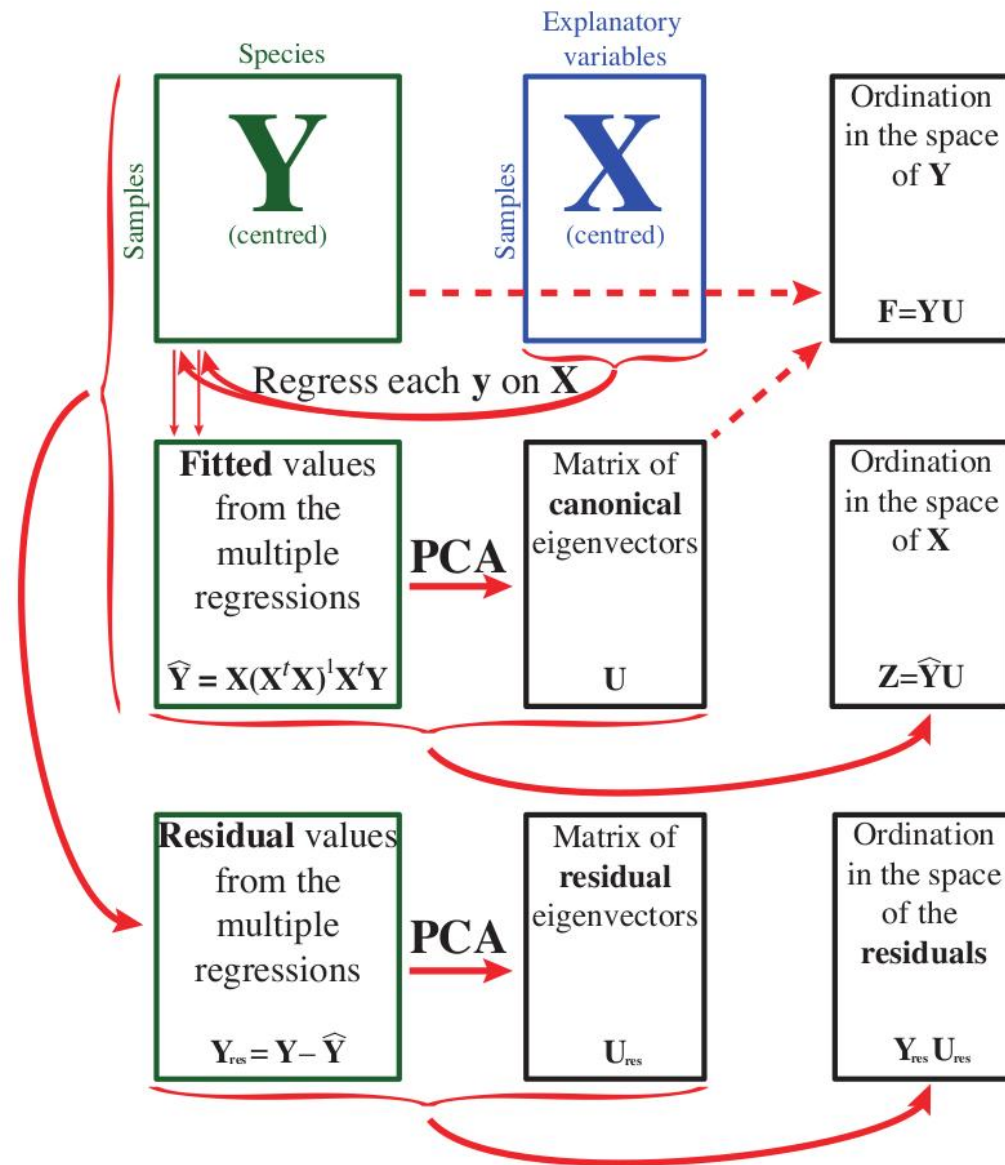 Species
Samples
Y
(centred)
Explanatory
variables
Samples
X
(centred)
Ordination
in the space
of Y
F=YU
Regress each y on X
Fitted values
from the
multiple
regressions
Ŷ = X(XᵗX)¹XᵗY
PCA
Matrix of
canonical
eigenvectors
U
Ordination
in the space
of X
Z=ŶU
Residual values
from the
multiple
regressions
Yres = Y – Ŷ
PCA
Matrix of
residual
eigenvectors
Ures
Ordination
in the space
of the
residuals
Yres Ures